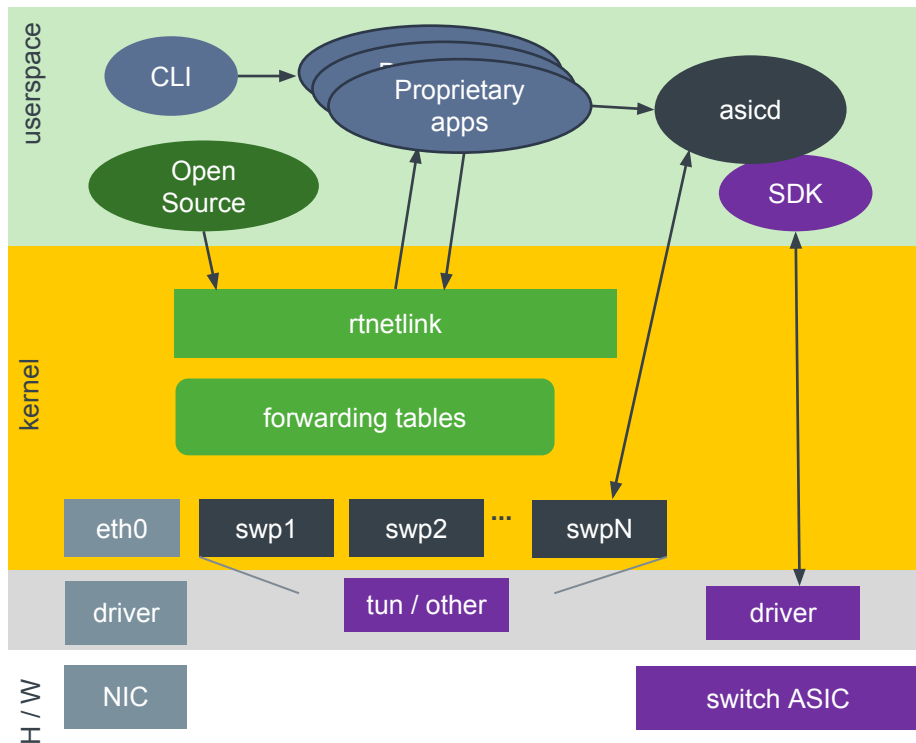 userspace
CLI
Proprietary
apps
asicd
Open
Source
SDK
kernel
rtnetlink
forwarding tables
eth0
swp1
swp2
...
swpN
driver
tun / other
driver
H / W
NIC
switch ASIC